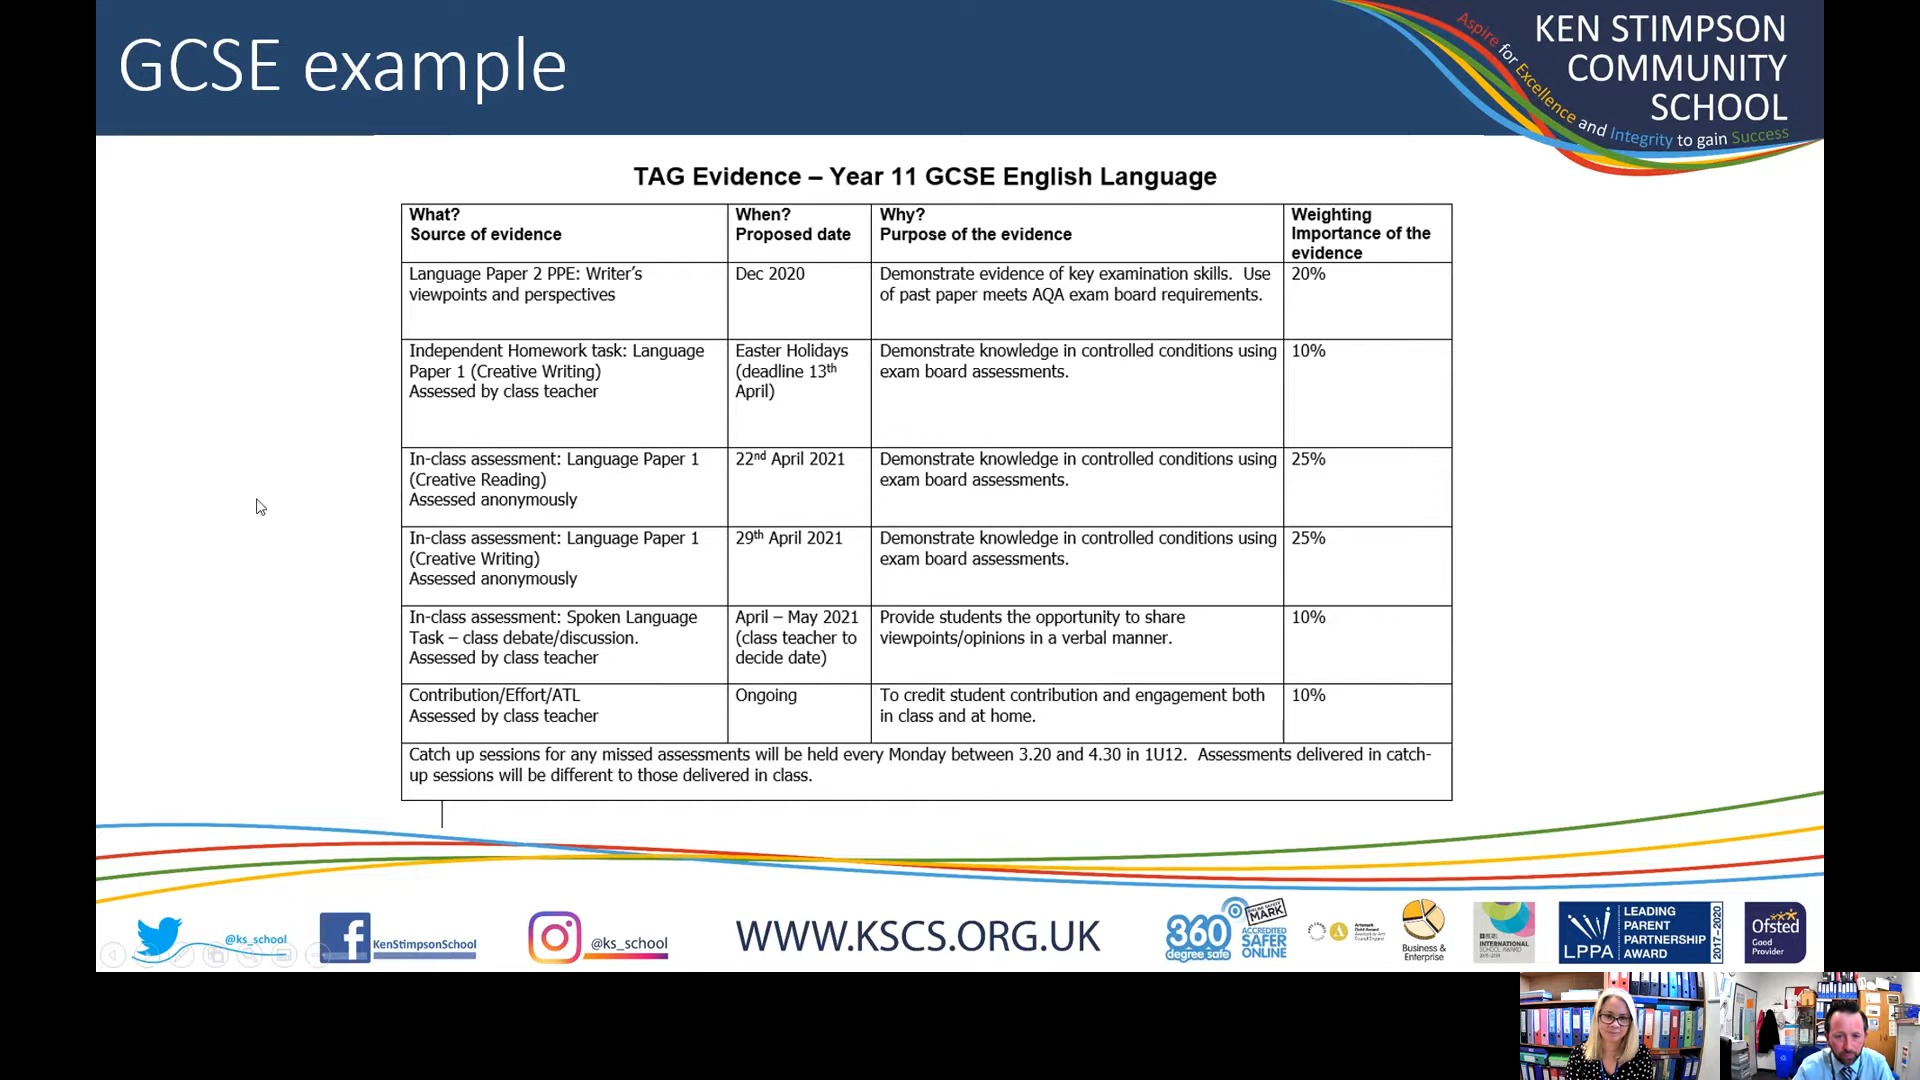 GCSE example
KEN STIMPSON
COMMUNITY
SCHOOL
Aspire for Excellence and Integrity to gain Success
TAG Evidence – Year 11 GCSE English Language
What?
Source of evidence
When?
Proposed date
Why?
Purpose of the evidence
Weighting
Importance of the
evidence
Language Paper 2 PPE: Writer's
viewpoints and perspectives
Dec 2020
Demonstrate evidence of key examination skills.  Use
of past paper meets AQA exam board requirements.
20%
Independent Homework task: Language
Paper 1 (Creative Writing)
Assessed by class teacher
Easter Holidays
(deadline 13th
April)
Demonstrate knowledge in controlled conditions using
exam board assessments.
10%
In-class assessment: Language Paper 1
(Creative Reading)
Assessed anonymously
22nd April 2021
Demonstrate knowledge in controlled conditions using
exam board assessments.
25%
In-class assessment: Language Paper 1
(Creative Writing)
Assessed anonymously
29th April 2021
Demonstrate knowledge in controlled conditions using
exam board assessments.
25%
In-class assessment: Spoken Language
Task – class debate/discussion.
Assessed by class teacher
April – May 2021
(class teacher to
decide date)
Provide students the opportunity to share
viewpoints/opinions in a verbal manner.
10%
Contribution/Effort/ATL
Assessed by class teacher
Ongoing
To credit student contribution and engagement both
in class and at home.
10%
Catch up sessions for any missed assessments will be held every Monday between 3.20 and 4.30 in 1U12.  Assessments delivered in catch-
up sessions will be different to those delivered in class.
@ks_school
KenStimpsonSchool
@ks_school
WWW.KSCS.ORG.UK
360
degree safe
MARK
ACCREDITED
SAFER
ONLINE
Business &
Enterprise
INTERNATIONAL
SCHOOL AWARD
LPPA
LEADING
PARENT
PARTNERSHIP
AWARD
2017-2020
Ofsted
Good
Provider